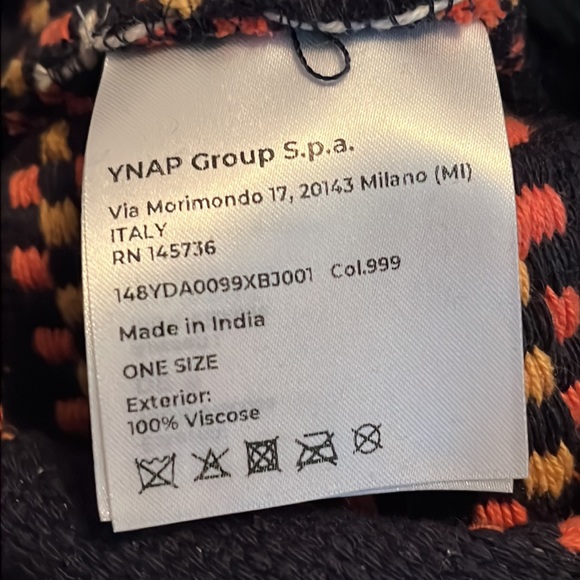 YNAP Group S.p.a.
Via Morimondo 17, 20143 Milano (MI)
ITALY
RN 145736
148YDA0099XBJ001 Col.999
Made in India
ONE SIZE
Exterior:
100% Viscose